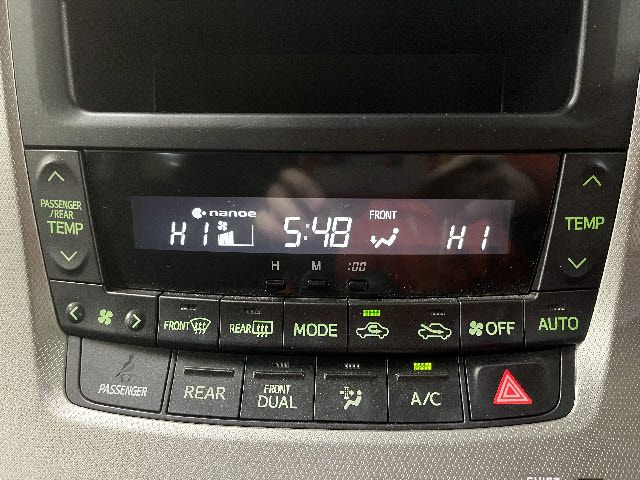 nanoe
FRONT
HI 5:48 HI
H M :00
PASSENGER
/REAR
TEMP
TEMP
FRONT REAR MODE OFF AUTO
PASSENGER REAR FRONT DUAL A/C